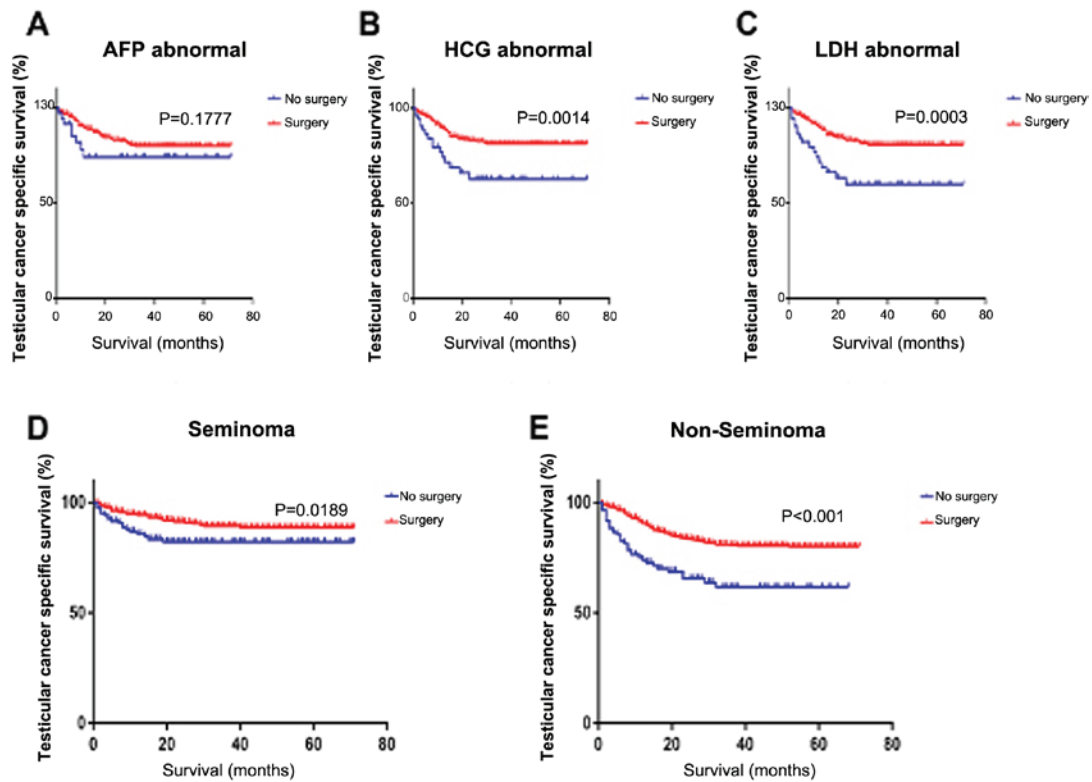 A
AFP abnormal
Testicular cancer specific survival (%)
130
50
0
0 20 40 60 80
Survival (months)
P=0.1777
No surgery
Surgery
B
HCG abnormal
Testicular cancer specific survival (%)
100
60
0
0 20 40 60 80
Survival (months)
P=0.0014
No surgery
Surgery
C
LDH abnormal
Testicular cancer specific survival (%)
130
50
0
0 20 40 60 80
Survival (months)
P=0.0003
No surgery
Surgery
D
Seminoma
Testicular cancer specific survival (%)
100
50
0
0 20 40 60 80
Survival (months)
P=0.0189
No surgery
Surgery
E
Non-Seminoma
Testicular cancer specific survival (%)
100
50
0
0 20 40 60 80
Survival (months)
P<0.001
No surgery
Surgery